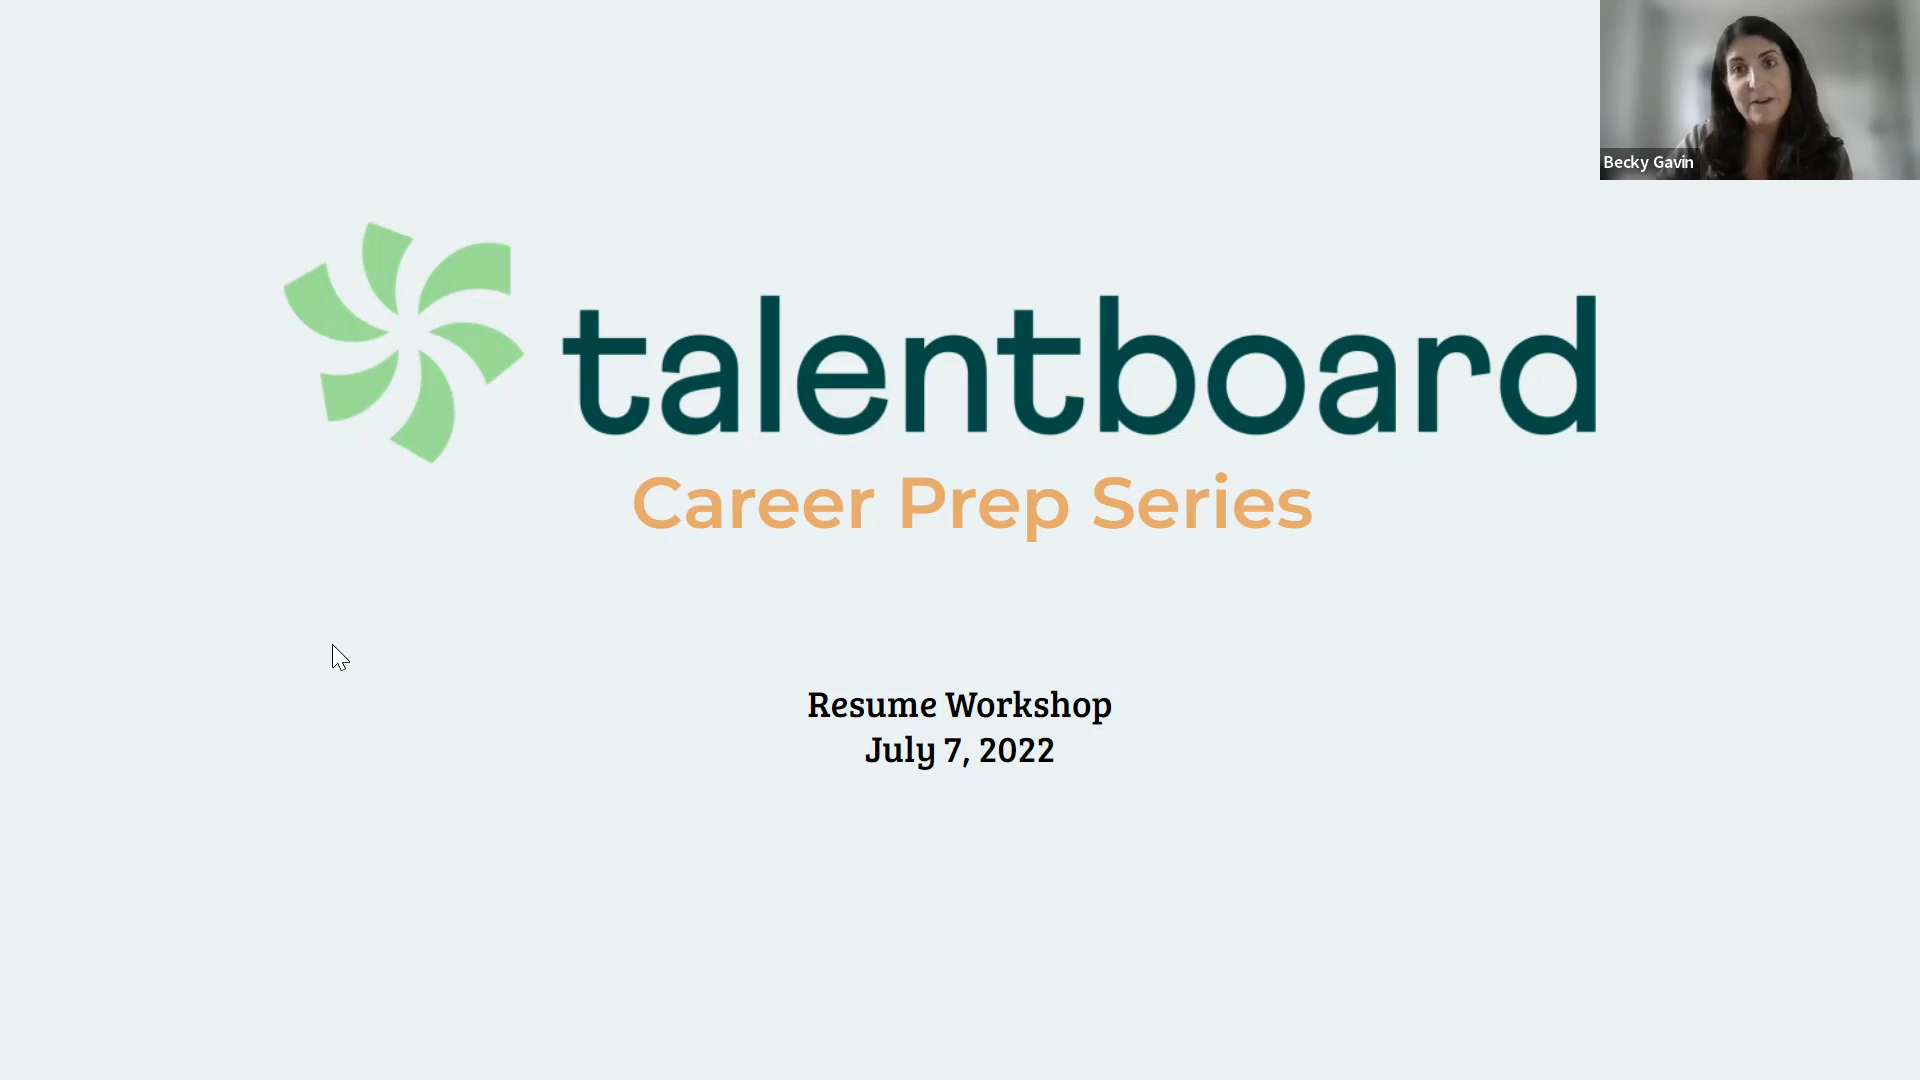 Becky Gavin
talentboard
Career Prep Series
Resume Workshop
July 7, 2022